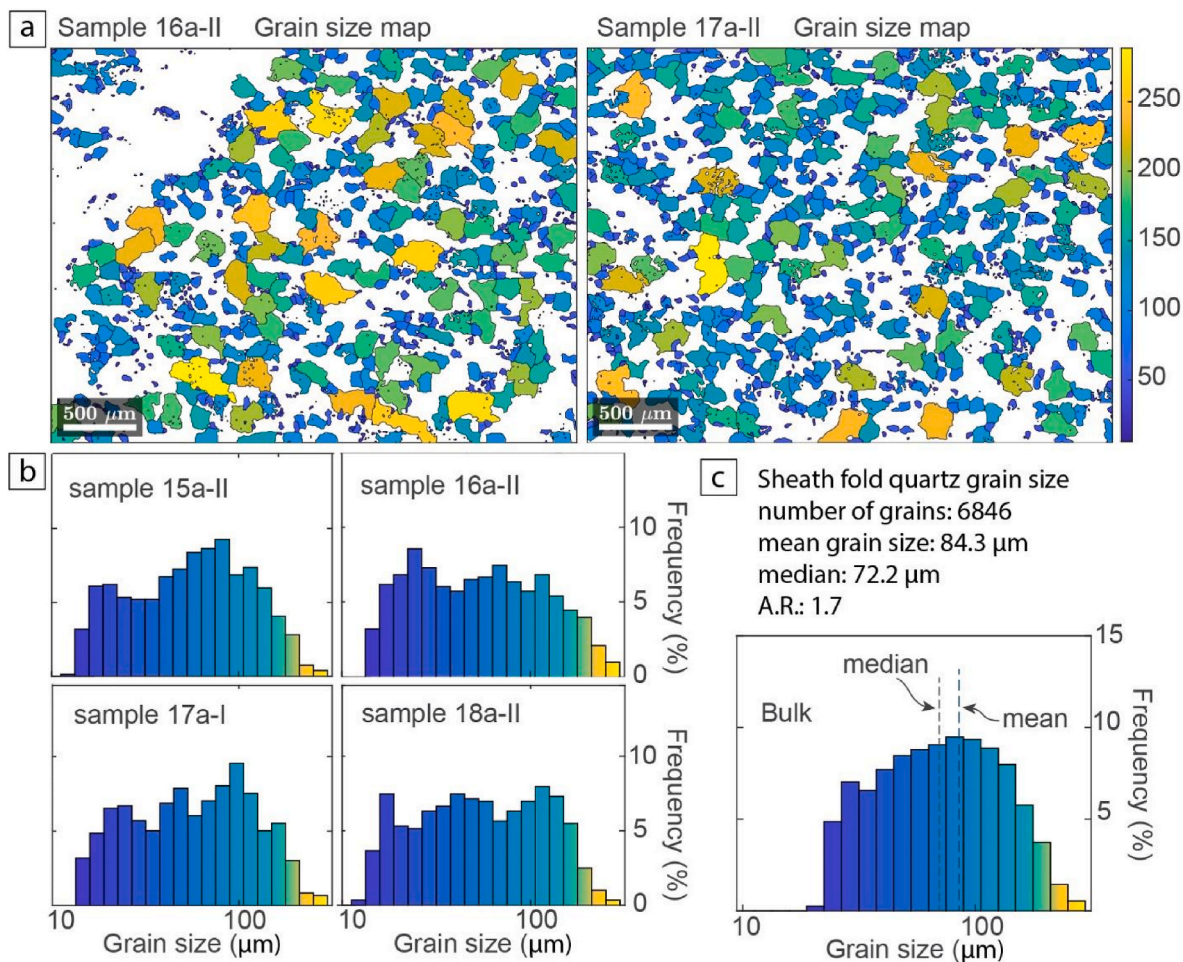 a
Sample 16a-II Grain size map
Sample 17a-II Grain size map
250
200
150
100
50
500 μm
500 μm
b
sample 15a-II
sample 16a-II
10
5
0
Frequency (%)
sample 17a-I
sample 18a-II
10
5
0
Frequency (%)
10
100
Grain size (μm)
10
100
Grain size (μm)
c
Sheath fold quartz grain size
number of grains: 6846
mean grain size: 84.3 μm
median: 72.2 μm
A.R.: 1.7
15
10
5
Frequency (%)
median
mean
Bulk
10
100
Grain size (μm)